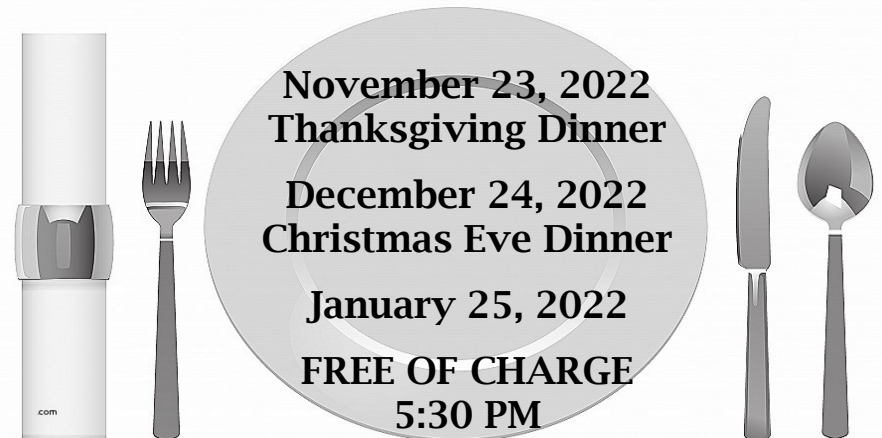 November 23, 2022
Thanksgiving Dinner
December 24, 2022
Christmas Eve Dinner
January 25, 2022
FREE OF CHARGE
5:30 PM
.com